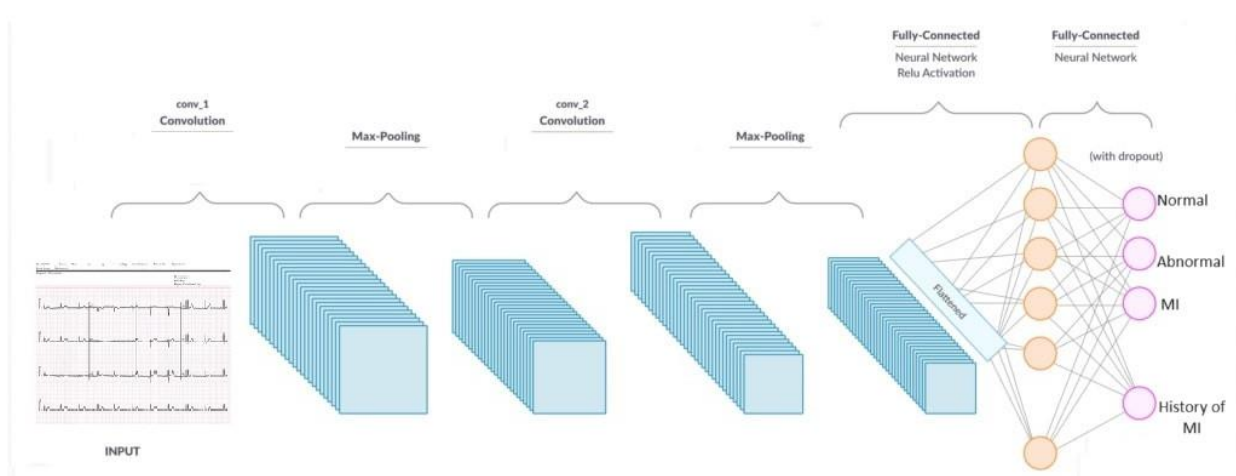 Fully-Connected
Neural Network
Relu Activation
Fully-Connected
Neural Network
conv_1
Convolution
Max-Pooling
conv_2
Convolution
Max-Pooling
(with dropout)
Normal
Abnormal
MI
History of
MI
Flattened
INPUT